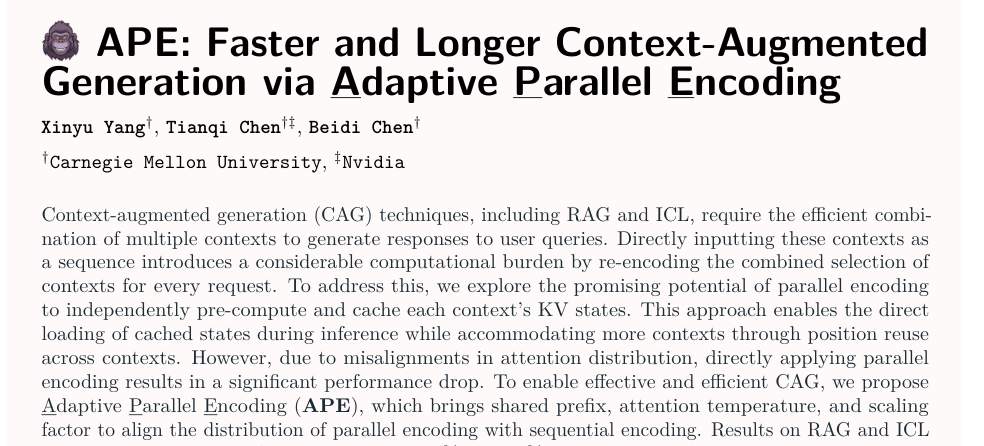 APE: Faster and Longer Context-Augmented
Generation via Adaptive Parallel Encoding
Xinyu Yang†, Tianqi Chen†‡, Beidi Chen†
†Carnegie Mellon University, ‡Nvidia
Context-augmented generation (CAG) techniques, including RAG and ICL, require the efficient combi-
nation of multiple contexts to generate responses to user queries. Directly inputting these contexts as
a sequence introduces a considerable computational burden by re-encoding the combined selection of
contexts for every request. To address this, we explore the promising potential of parallel encoding
to independently pre-compute and cache each context's KV states. This approach enables the direct
loading of cached states during inference while accommodating more contexts through position reuse
across contexts. However, due to misalignments in attention distribution, directly applying parallel
encoding results in a significant performance drop. To enable effective and efficient CAG, we propose
Adaptive Parallel Encoding (APE), which brings shared prefix, attention temperature, and scaling
factor to align the distribution of parallel encoding with sequential encoding. Results on RAG and ICL